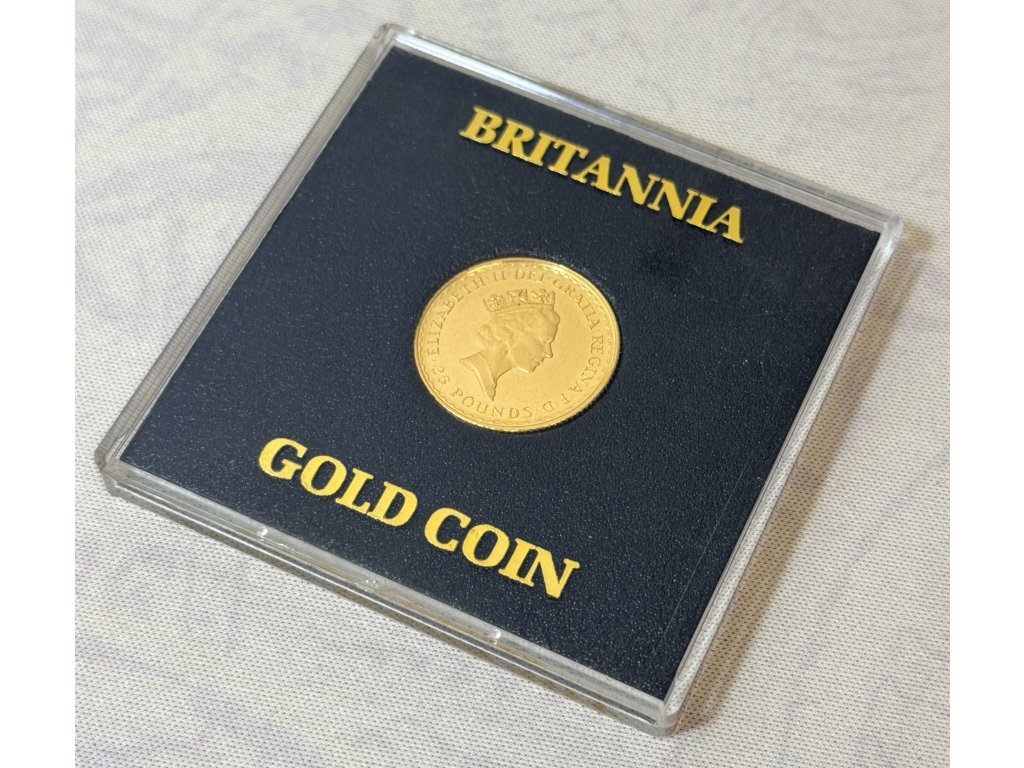 BRITANNIA
ELIZABETH · II · DEI · GRATIA · REGINA F · D ·
25 POUNDS
GOLD COIN